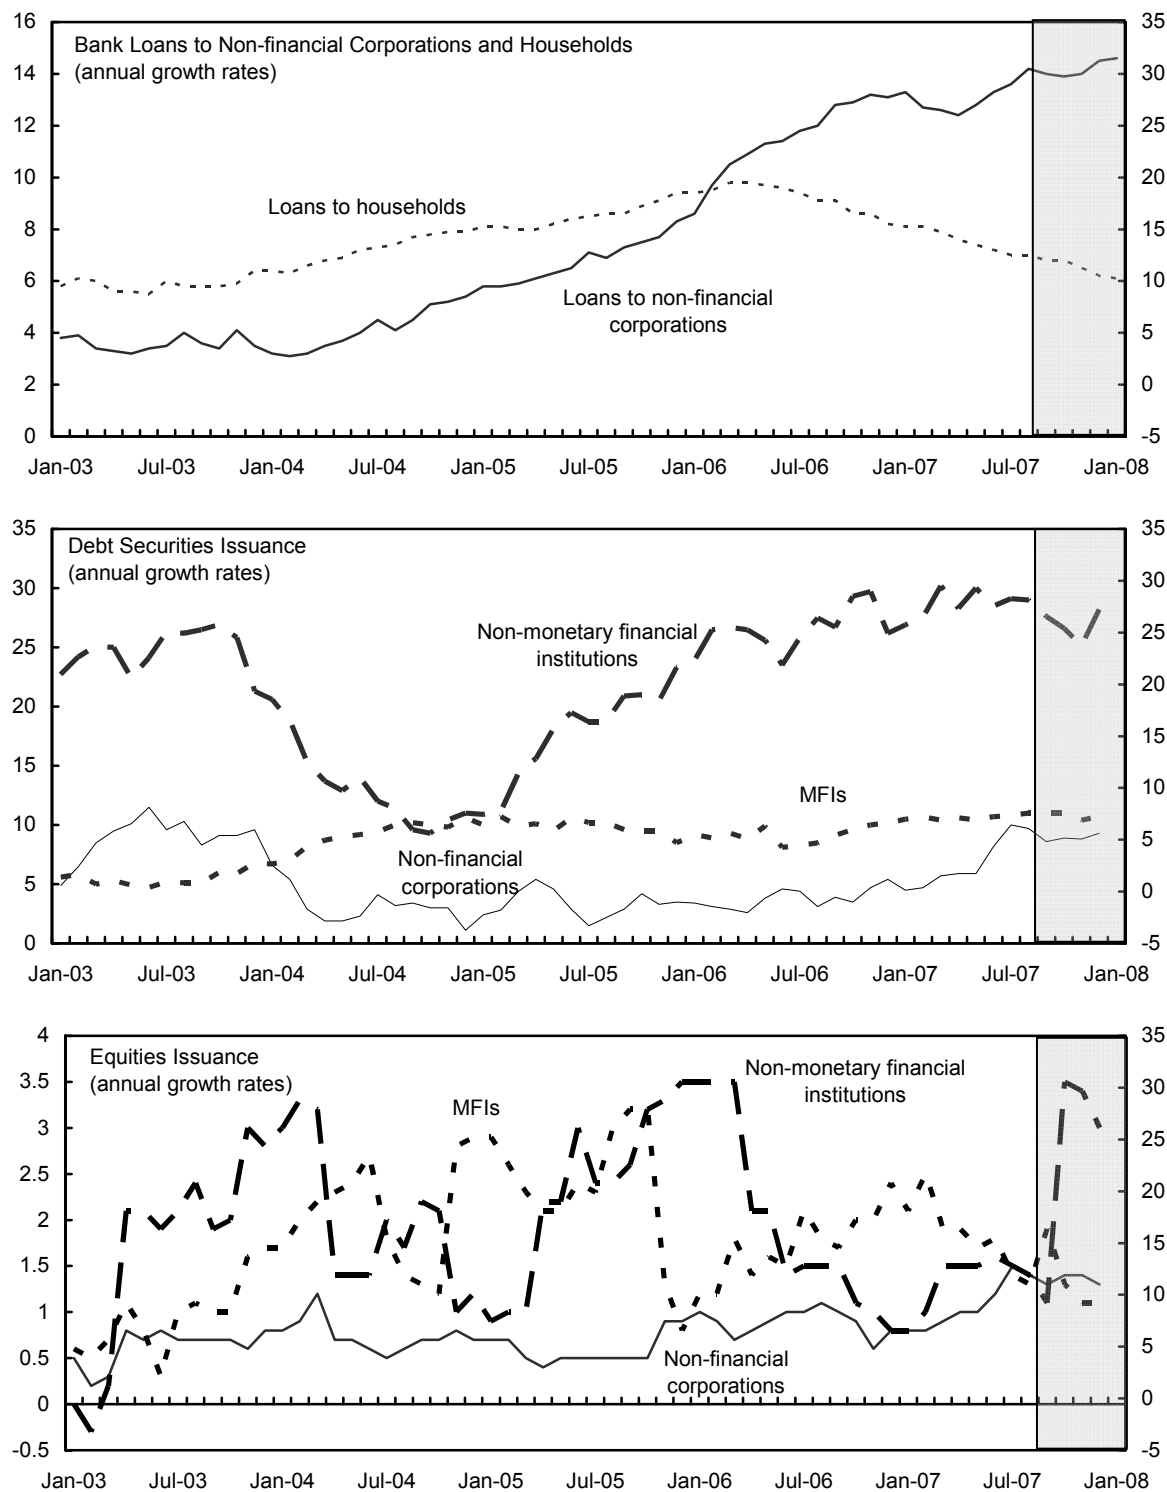 Bank Loans to Non-financial Corporations and Households
(annual growth rates)
16
14
12
10
8
6
4
2
0
35
30
25
20
15
10
5
0
-5
Loans to households
Loans to non-financial
corporations
Jan-03 Jul-03 Jan-04 Jul-04 Jan-05 Jul-05 Jan-06 Jul-06 Jan-07 Jul-07 Jan-08
Debt Securities Issuance
(annual growth rates)
35
30
25
20
15
10
5
0
35
30
25
20
15
10
5
0
-5
Non-monetary financial
institutions
MFIs
Non-financial
corporations
Jan-03 Jul-03 Jan-04 Jul-04 Jan-05 Jul-05 Jan-06 Jul-06 Jan-07 Jul-07 Jan-08
Equities Issuance
(annual growth rates)
4
3.5
3
2.5
2
1.5
1
0.5
0
-0.5
35
30
25
20
15
10
5
0
-5
Non-monetary financial
institutions
MFIs
Non-financial
corporations
Jan-03 Jul-03 Jan-04 Jul-04 Jan-05 Jul-05 Jan-06 Jul-06 Jan-07 Jul-07 Jan-08